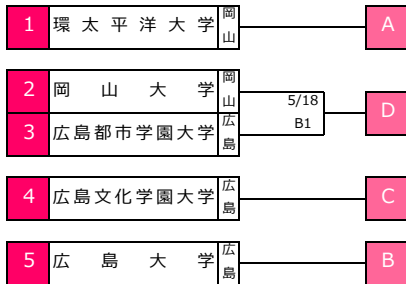 1 環太平洋大学 岡山 A
2 岡山大学 岡山
5/18
B1
D
3 広島都市学園大学 広島
4 広島文化学園大学 広島 C
5 広島大学 広島 B